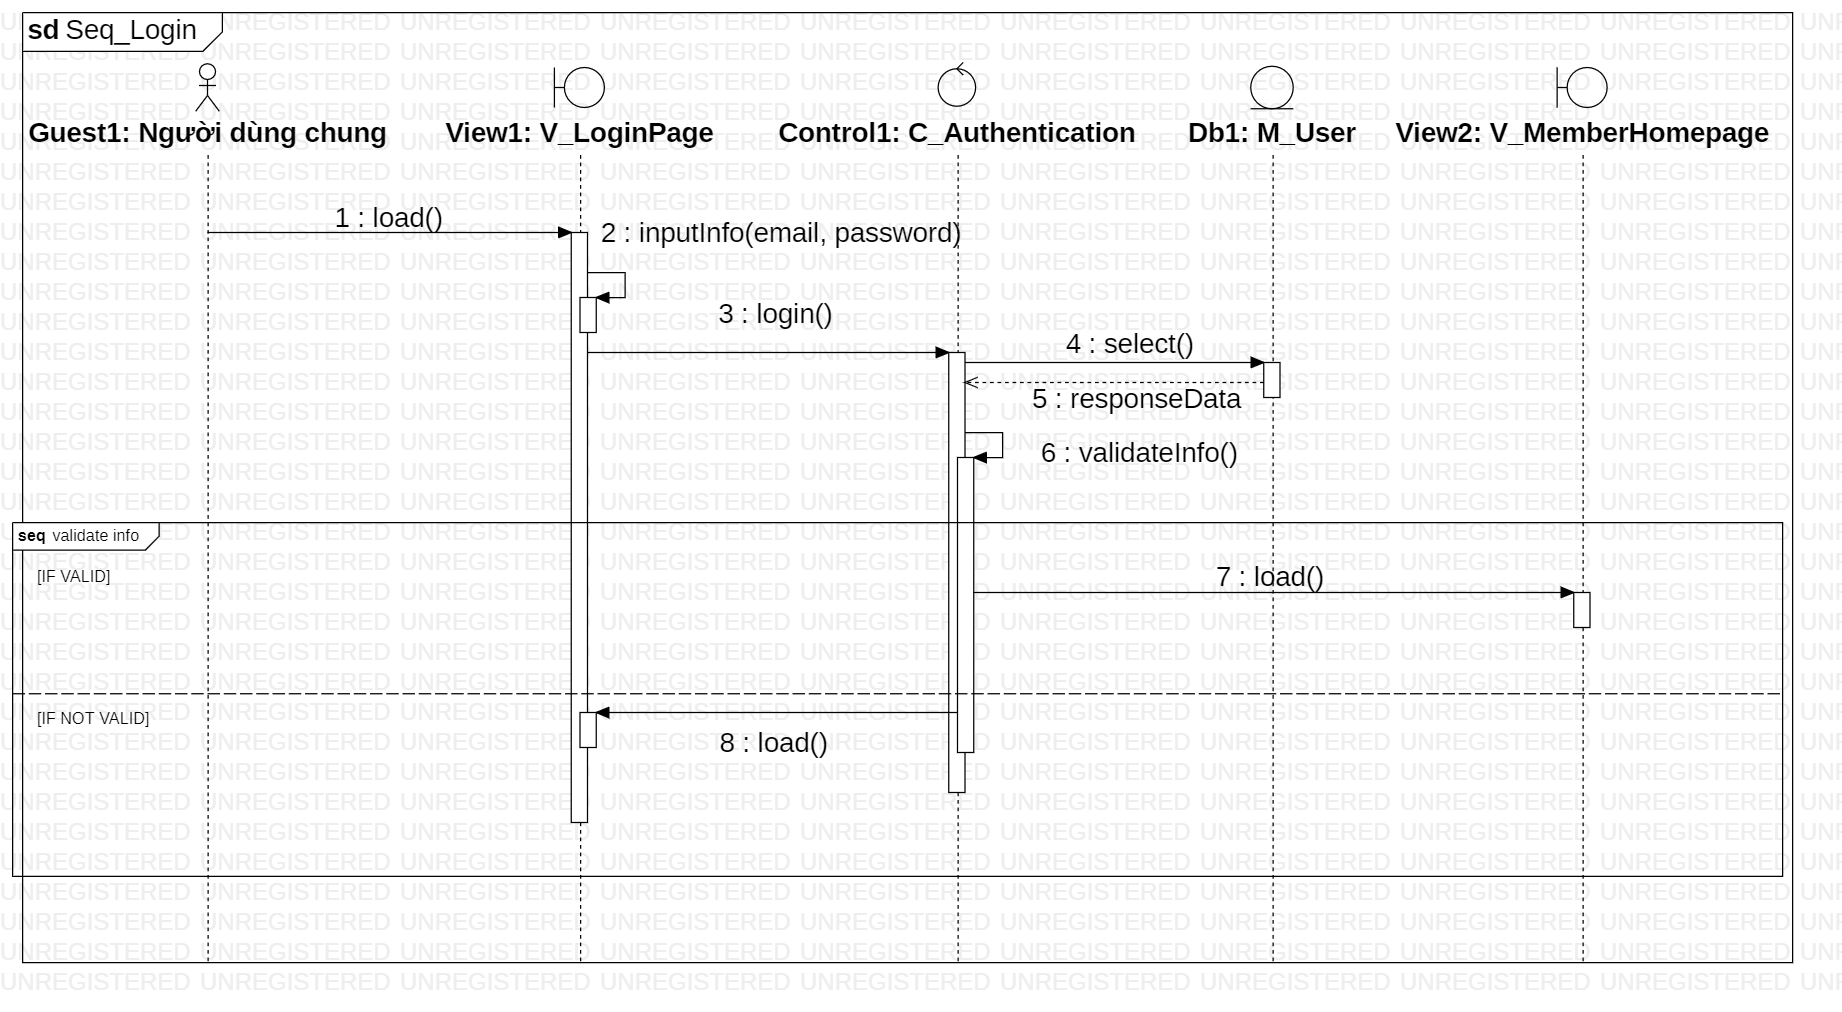 sd Seq_Login
Guest1: Người dùng chung
View1: V_LoginPage
Control1: C_Authentication
Db1: M_User
View2: V_MemberHomepage
1 : load()
2 : inputInfo(email, password)
3 : login()
4 : select()
5 : responseData
6 : validateInfo()
seq validate info
[IF VALID]
7 : load()
[IF NOT VALID]
8 : load()
UNREGISTERED